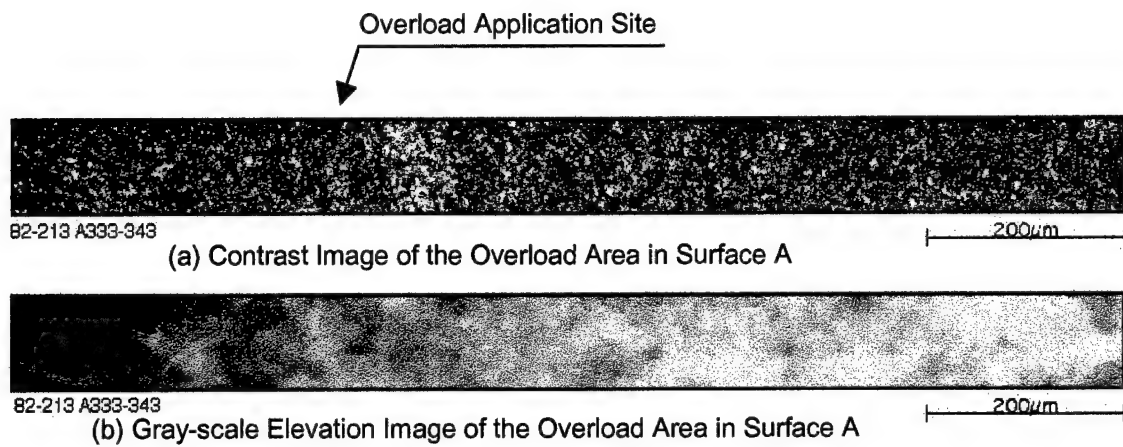 Overload Application Site
82-213 A333-343
200µm
(a) Contrast Image of the Overload Area in Surface A
82-213 A333-343
200µm
(b) Gray-scale Elevation Image of the Overload Area in Surface A